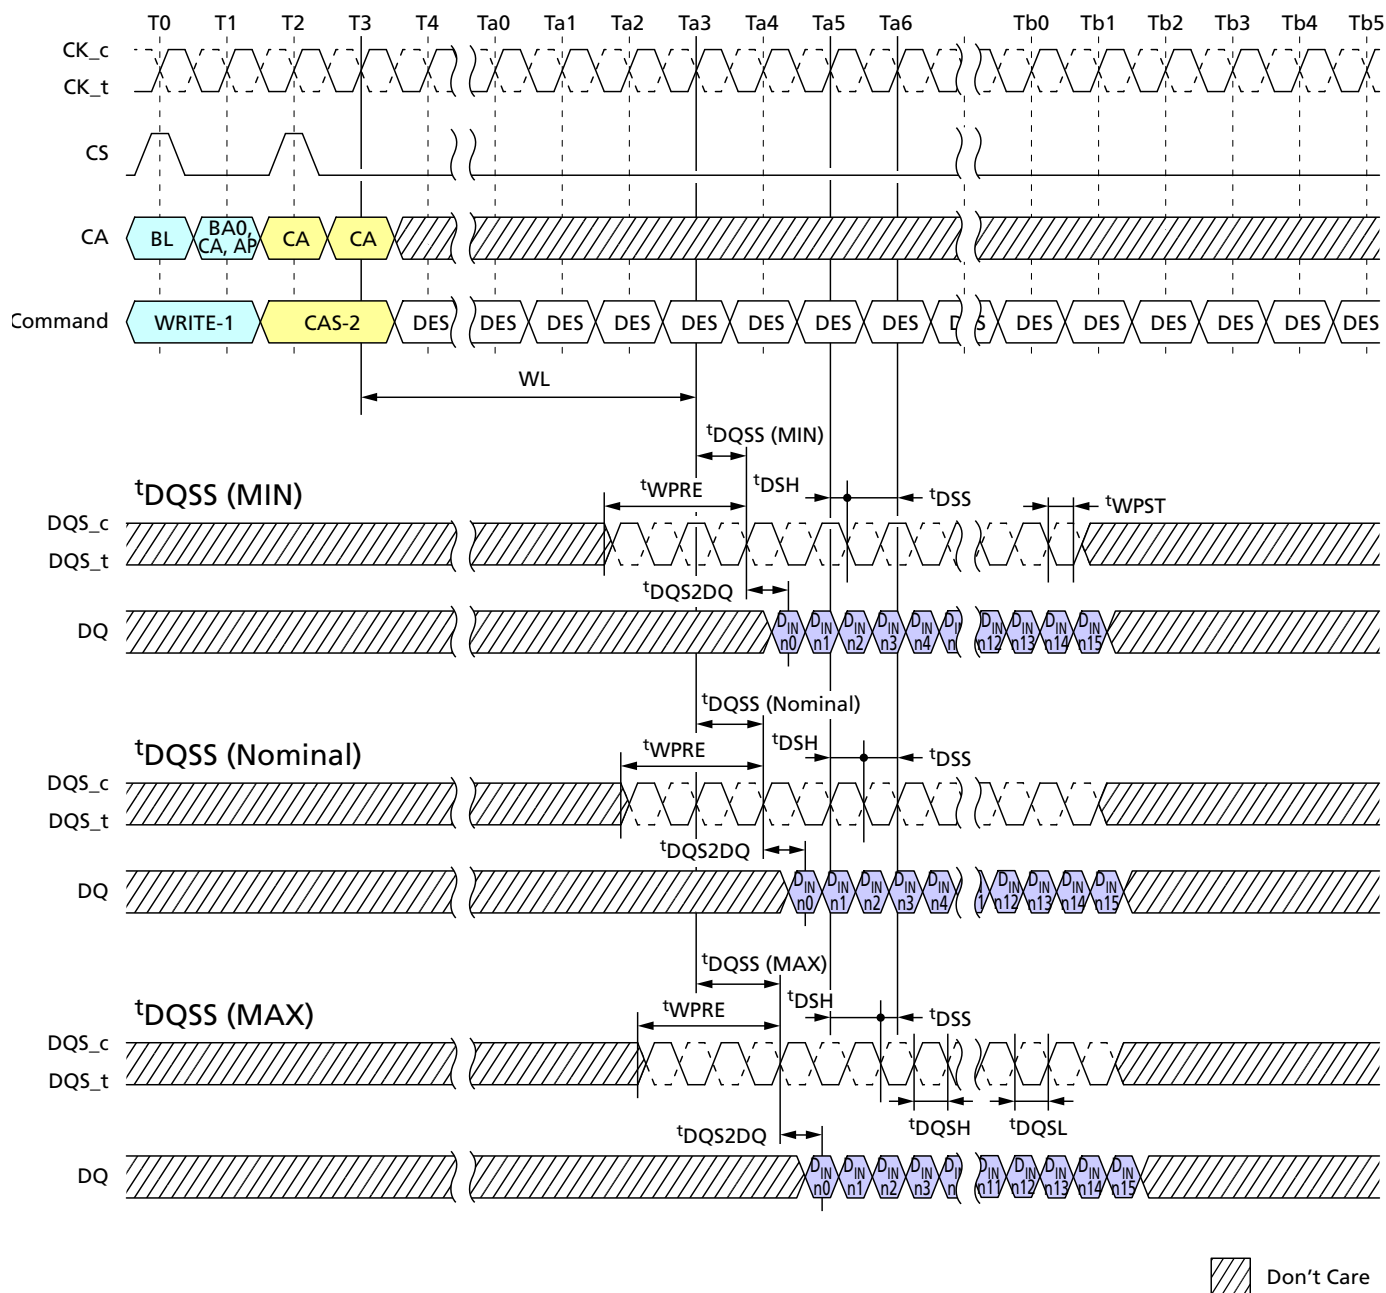 T0 T1 T2 T3 T4 Ta0 Ta1 Ta2 Ta3 Ta4 Ta5 Ta6 Tb0 Tb1 Tb2 Tb3 Tb4 Tb5
CK_c
CK_t
CS
CA BL BA0, CA, AP CA CA
Command WRITE-1 CAS-2 DES DES DES DES DES DES DES DES DES DES DES DES DES DES
WL
tDQSS (MIN)
tDQSS (MIN)
tWPRE tDSH tDSS tWPST
DQS_c
DQS_t
tDQS2DQ
DQ DIN n0 DIN n1 DIN n2 DIN n3 DIN n4 DIN n12 DIN n13 DIN n14 DIN n15
tDQSS (Nominal)
tDQSS (Nominal)
tWPRE tDSH tDSS
DQS_c
DQS_t
tDQS2DQ
DQ DIN n0 DIN n1 DIN n2 DIN n3 DIN n4 DIN n12 DIN n13 DIN n14 DIN n15
tDQSS (MAX)
tDQSS (MAX)
tWPRE tDSH tDSS
DQS_c
DQS_t
tDQSH tDQSL
tDQS2DQ
DQ DIN n0 DIN n1 DIN n2 DIN n3 DIN n11 DIN n12 DIN n13 DIN n14 DIN n15
Don't Care